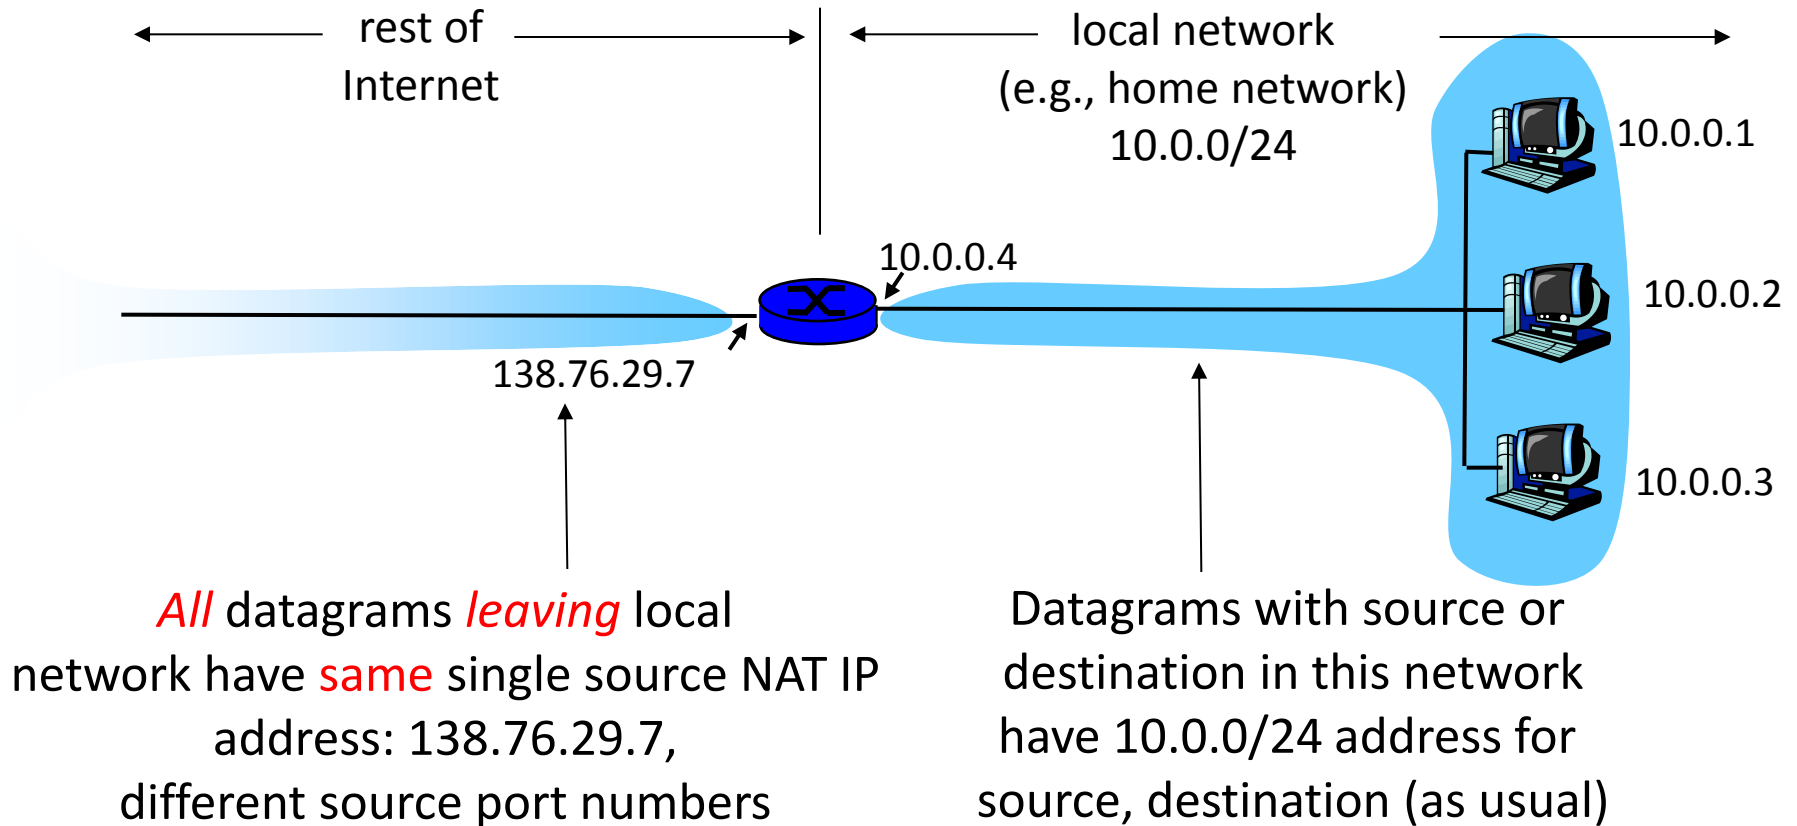 rest of
Internet
local network
(e.g., home network)
10.0.0/24
10.0.0.1
10.0.0.4
10.0.0.2
138.76.29.7
10.0.0.3
All datagrams leaving local
network have same single source NAT IP
address: 138.76.29.7,
different source port numbers
Datagrams with source or
destination in this network
have 10.0.0/24 address for
source, destination (as usual)